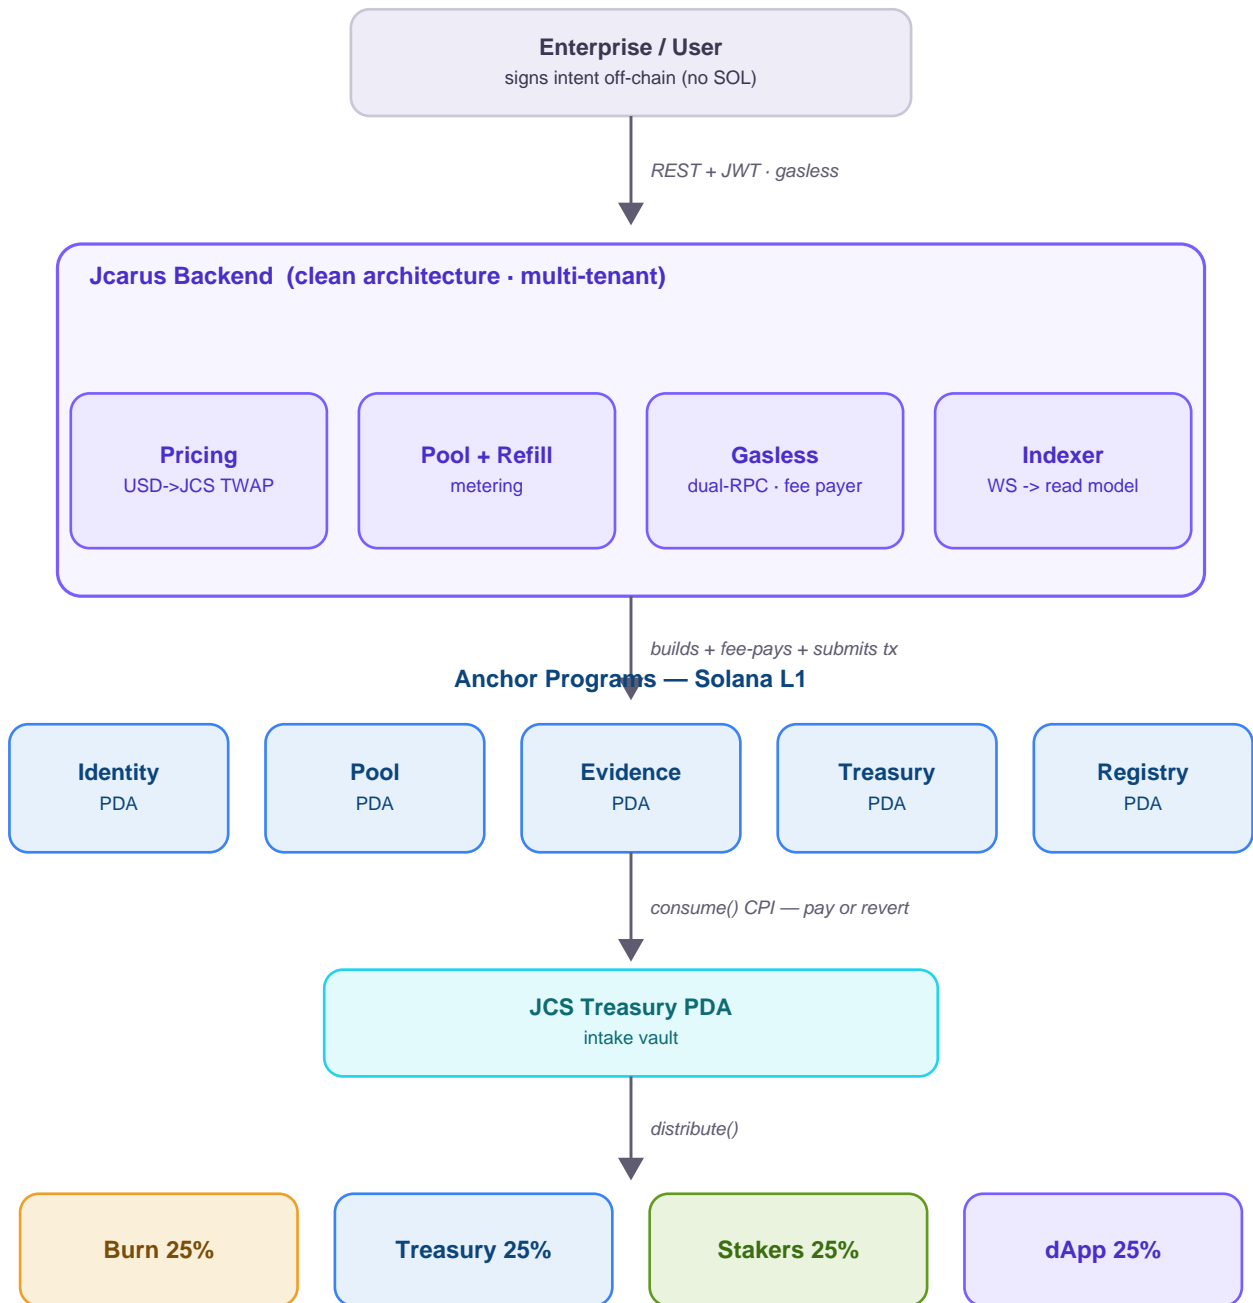 Enterprise / User
signs intent off-chain (no SOL)
REST + JWT · gasless
Jcarus Backend  (clean architecture · multi-tenant)
Pricing
USD->JCS TWAP
Pool + Refill
metering
Gasless
dual-RPC · fee payer
Indexer
WS -> read model
builds + fee-pays + submits tx
Anchor Programs — Solana L1
Identity
PDA
Pool
PDA
Evidence
PDA
Treasury
PDA
Registry
PDA
consume() CPI — pay or revert
JCS Treasury PDA
intake vault
distribute()
Burn 25%
Treasury 25%
Stakers 25%
dApp 25%